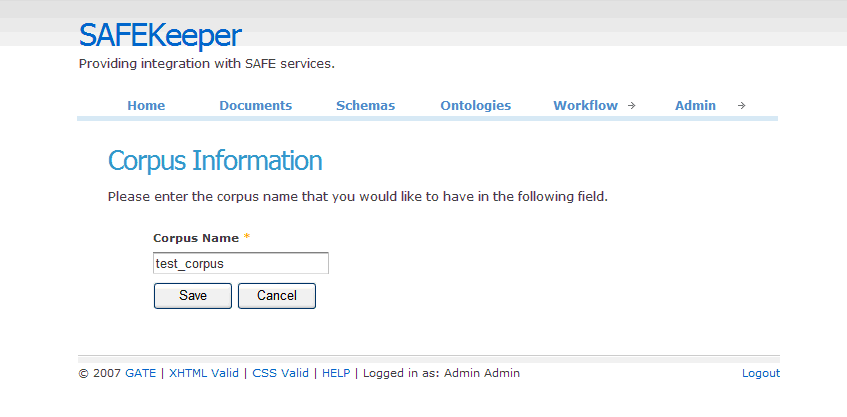 SAFEKeeper
Providing integration with SAFE services.
Home Documents Schemas Ontologies Workflow Admin
Corpus Information
Please enter the corpus name that you would like to have in the following field.
Corpus Name *
test_corpus
Save Cancel
© 2007 GATE | XHTML Valid | CSS Valid | HELP | Logged in as: Admin Admin Logout